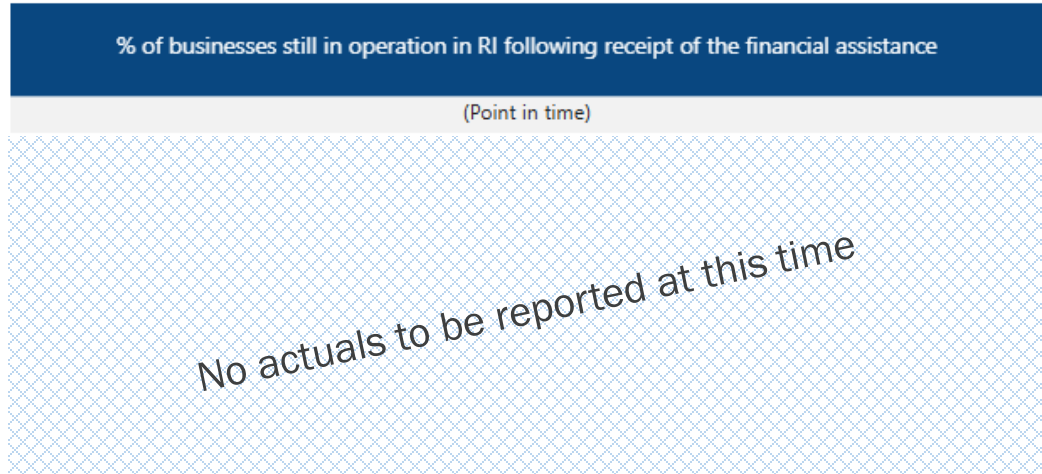 % of businesses still in operation in RI following receipt of the financial assistance
(Point in time)
No actuals to be reported at this time